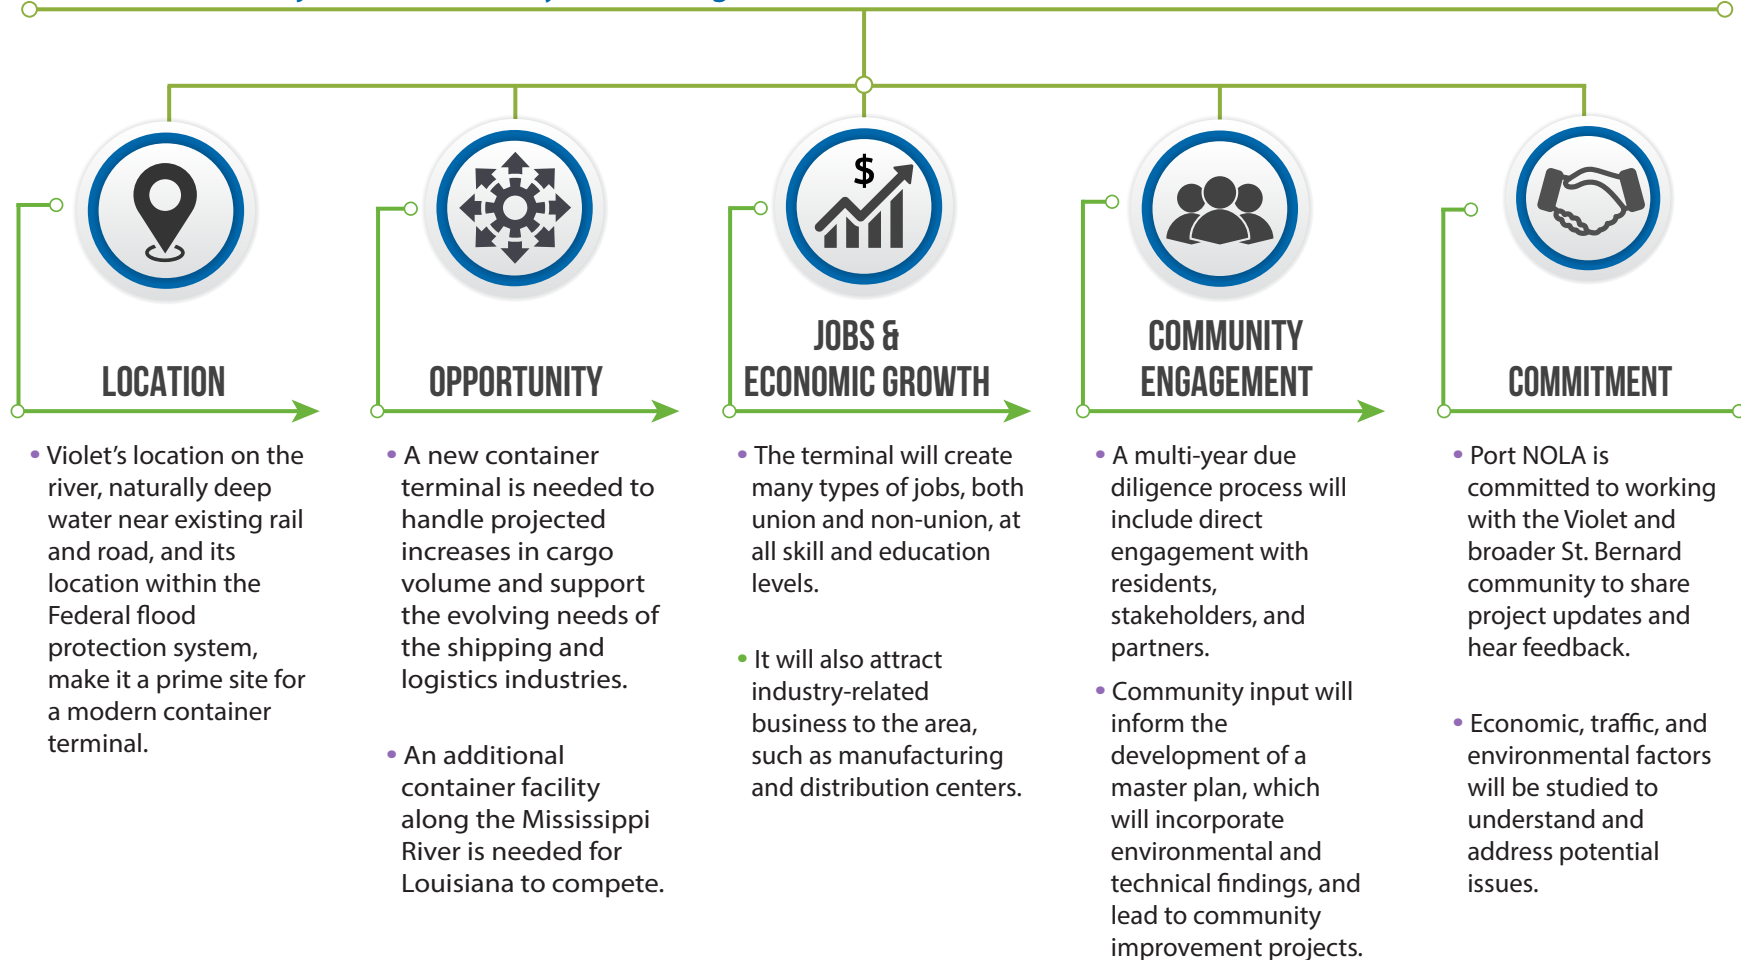 $
LOCATION
• Violet’s location on the
river, naturally deep
water near existing rail
and road, and its
location within the
Federal flood
protection system,
make it a prime site for
a modern container
terminal.
OPPORTUNITY
• A new container
terminal is needed to
handle projected
increases in cargo
volume and support
the evolving needs of
the shipping and
logistics industries.
• An additional
container facility
along the Mississippi
River is needed for
Louisiana to compete.
JOBS &
ECONOMIC GROWTH
• The terminal will create
many types of jobs, both
union and non-union, at
all skill and education
levels.
• It will also attract
industry-related
business to the area,
such as manufacturing
and distribution centers.
COMMUNITY
ENGAGEMENT
• A multi-year due
diligence process will
include direct
engagement with
residents,
stakeholders, and
partners.
• Community input will
inform the
development of a
master plan, which
will incorporate
environmental and
technical findings, and
lead to community
improvement projects.
COMMITMENT
• Port NOLA is
committed to working
with the Violet and
broader St. Bernard
community to share
project updates and
hear feedback.
• Economic, traffic, and
environmental factors
will be studied to
understand and
address potential
issues.